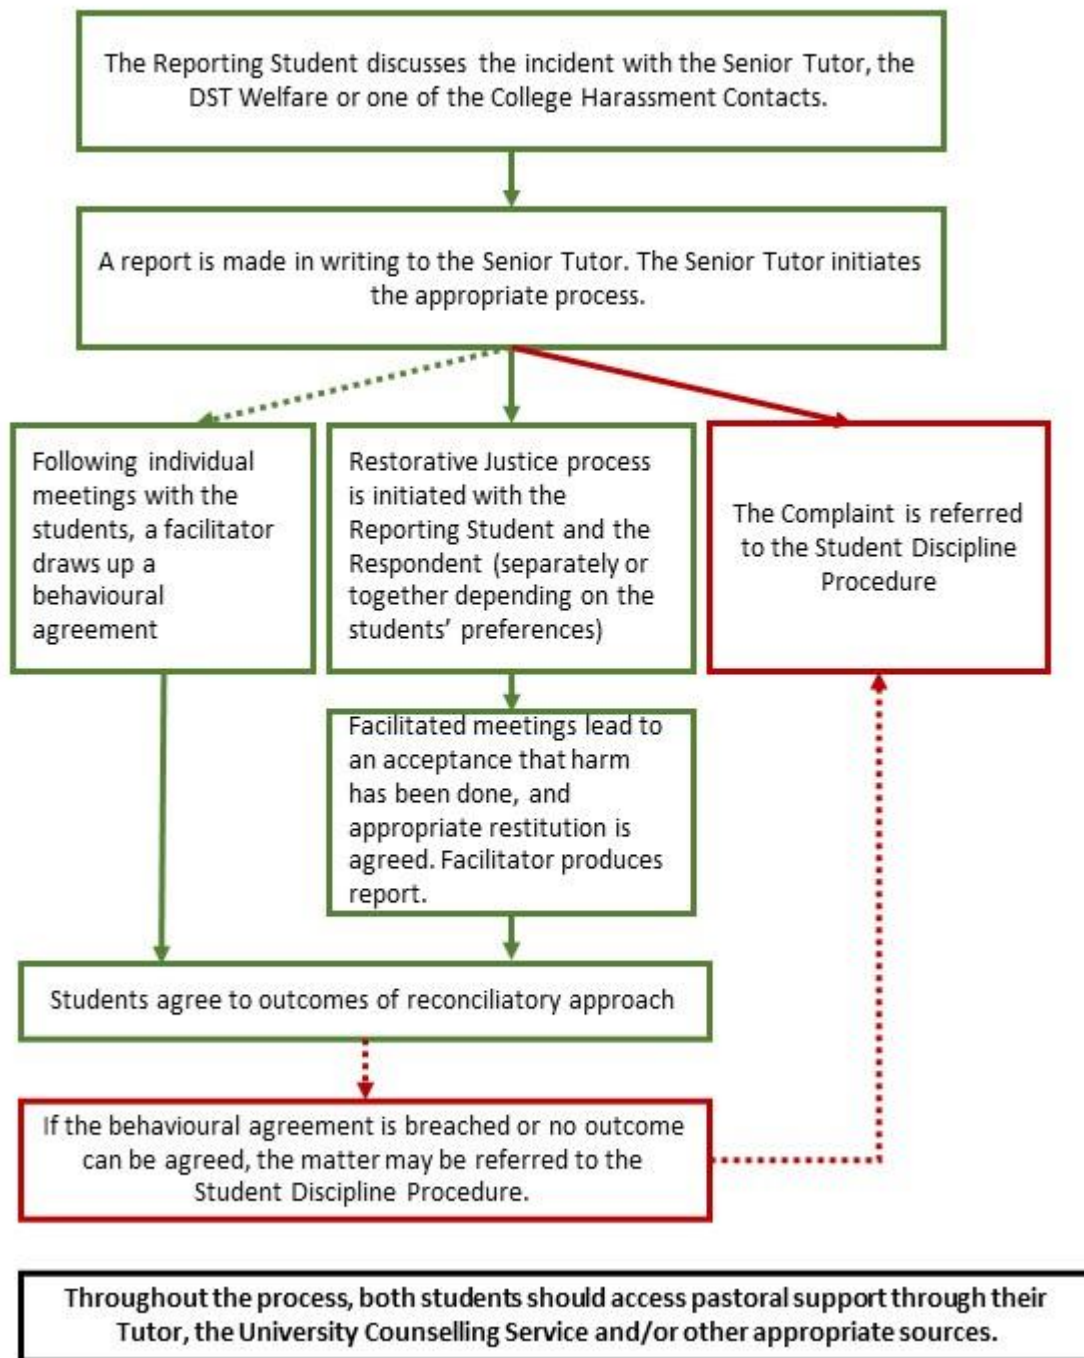 The Reporting Student discusses the incident with the Senior Tutor, the
DST Welfare or one of the College Harassment Contacts.
A report is made in writing to the Senior Tutor. The Senior Tutor initiates
the appropriate process.
Following individual
meetings with the
students, a facilitator
draws up a
behavioural
agreement
Restorative Justice process
is initiated with the
Reporting Student and the
Respondent (separately or
together depending on the
students’ preferences)
The Complaint is referred
to the Student Discipline
Procedure
Facilitated meetings lead to
an acceptance that harm
has been done, and
appropriate restitution is
agreed. Facilitator produces
report.
Students agree to outcomes of reconciliatory approach
If the behavioural agreement is breached or no outcome
can be agreed, the matter may be referred to the
Student Discipline Procedure.
Throughout the process, both students should access pastoral support through their
Tutor, the University Counselling Service and/or other appropriate sources.